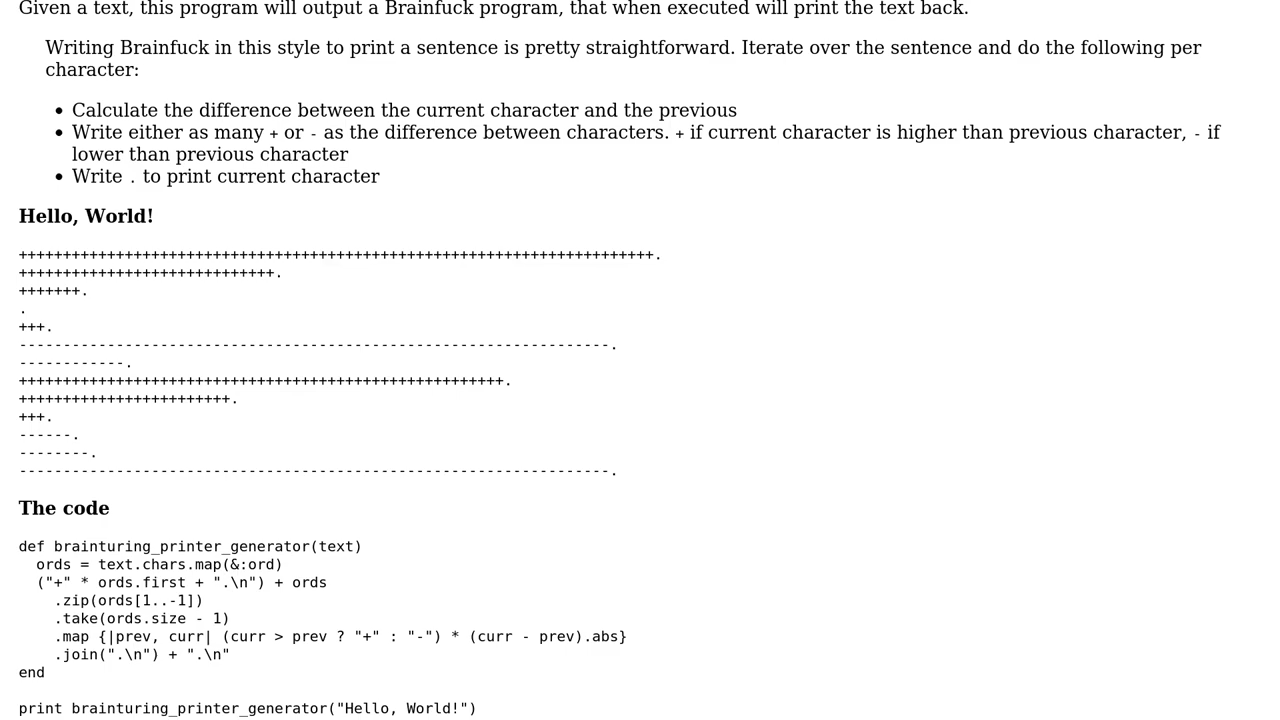 Given a text, this program will output a Brainfuck program, that when executed will print the text back.
Writing Brainfuck in this style to print a sentence is pretty straightforward. Iterate over the sentence and do the following per
character:
• Calculate the difference between the current character and the previous
• Write either as many + or - as the difference between characters. + if current character is higher than previous character, - if
lower than previous character
• Write . to print current character
Hello, World!
++++++++++++++++++++++++++++++++++++++++++++++++++++++++++++++++++++++++.
+++++++++++++++++++++++++++++.
+++++++.
.
+++.
-------------------------------------------------------------------.
------------.
+++++++++++++++++++++++++++++++++++++++++++++++++++++++.
++++++++++++++++++++++++.
+++.
------.
--------.
-------------------------------------------------------------------.
The code
def brainturing_printer_generator(text)
  ords = text.chars.map(&:ord)
  ("+" * ords.first + ".\n") + ords
    .zip(ords[1..-1])
    .take(ords.size - 1)
    .map {|prev, curr| (curr > prev ? "+" : "-") * (curr - prev).abs}
    .join(".\n") + ".\n"
end
print brainturing_printer_generator("Hello, World!")